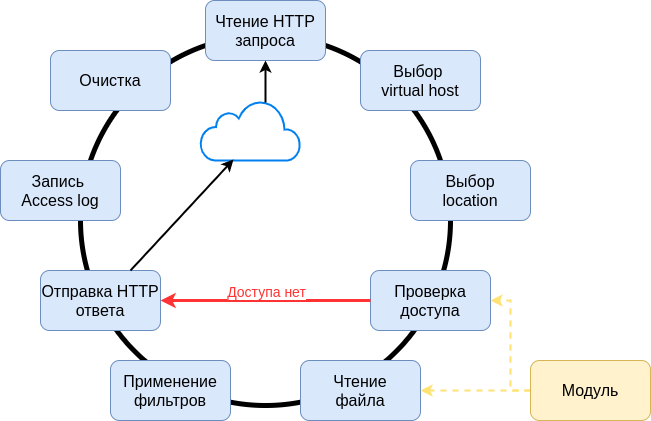 Чтение HTTP
запроса
Очистка
Выбор
virtual host
Запись
Access log
Выбор
location
Отправка HTTP
ответа
Доступа нет
Проверка
доступа
Применение
фильтров
Чтение
файла
Модуль